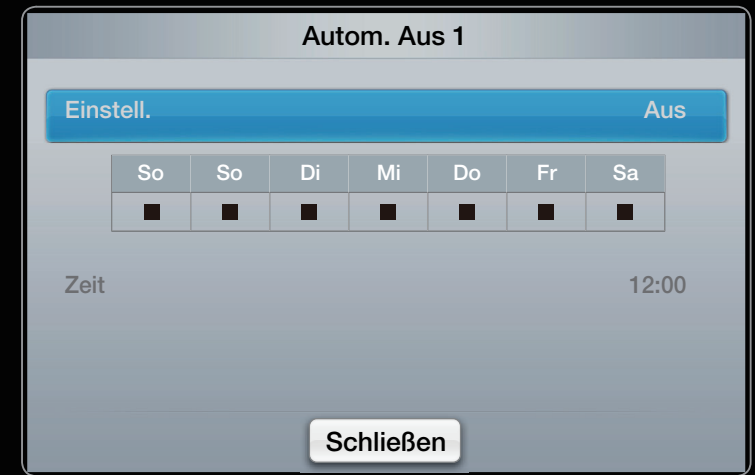 Autom. Aus 1
Einstell. Aus
So So Di Mi Do Fr Sa
Zeit 12:00
Schließen